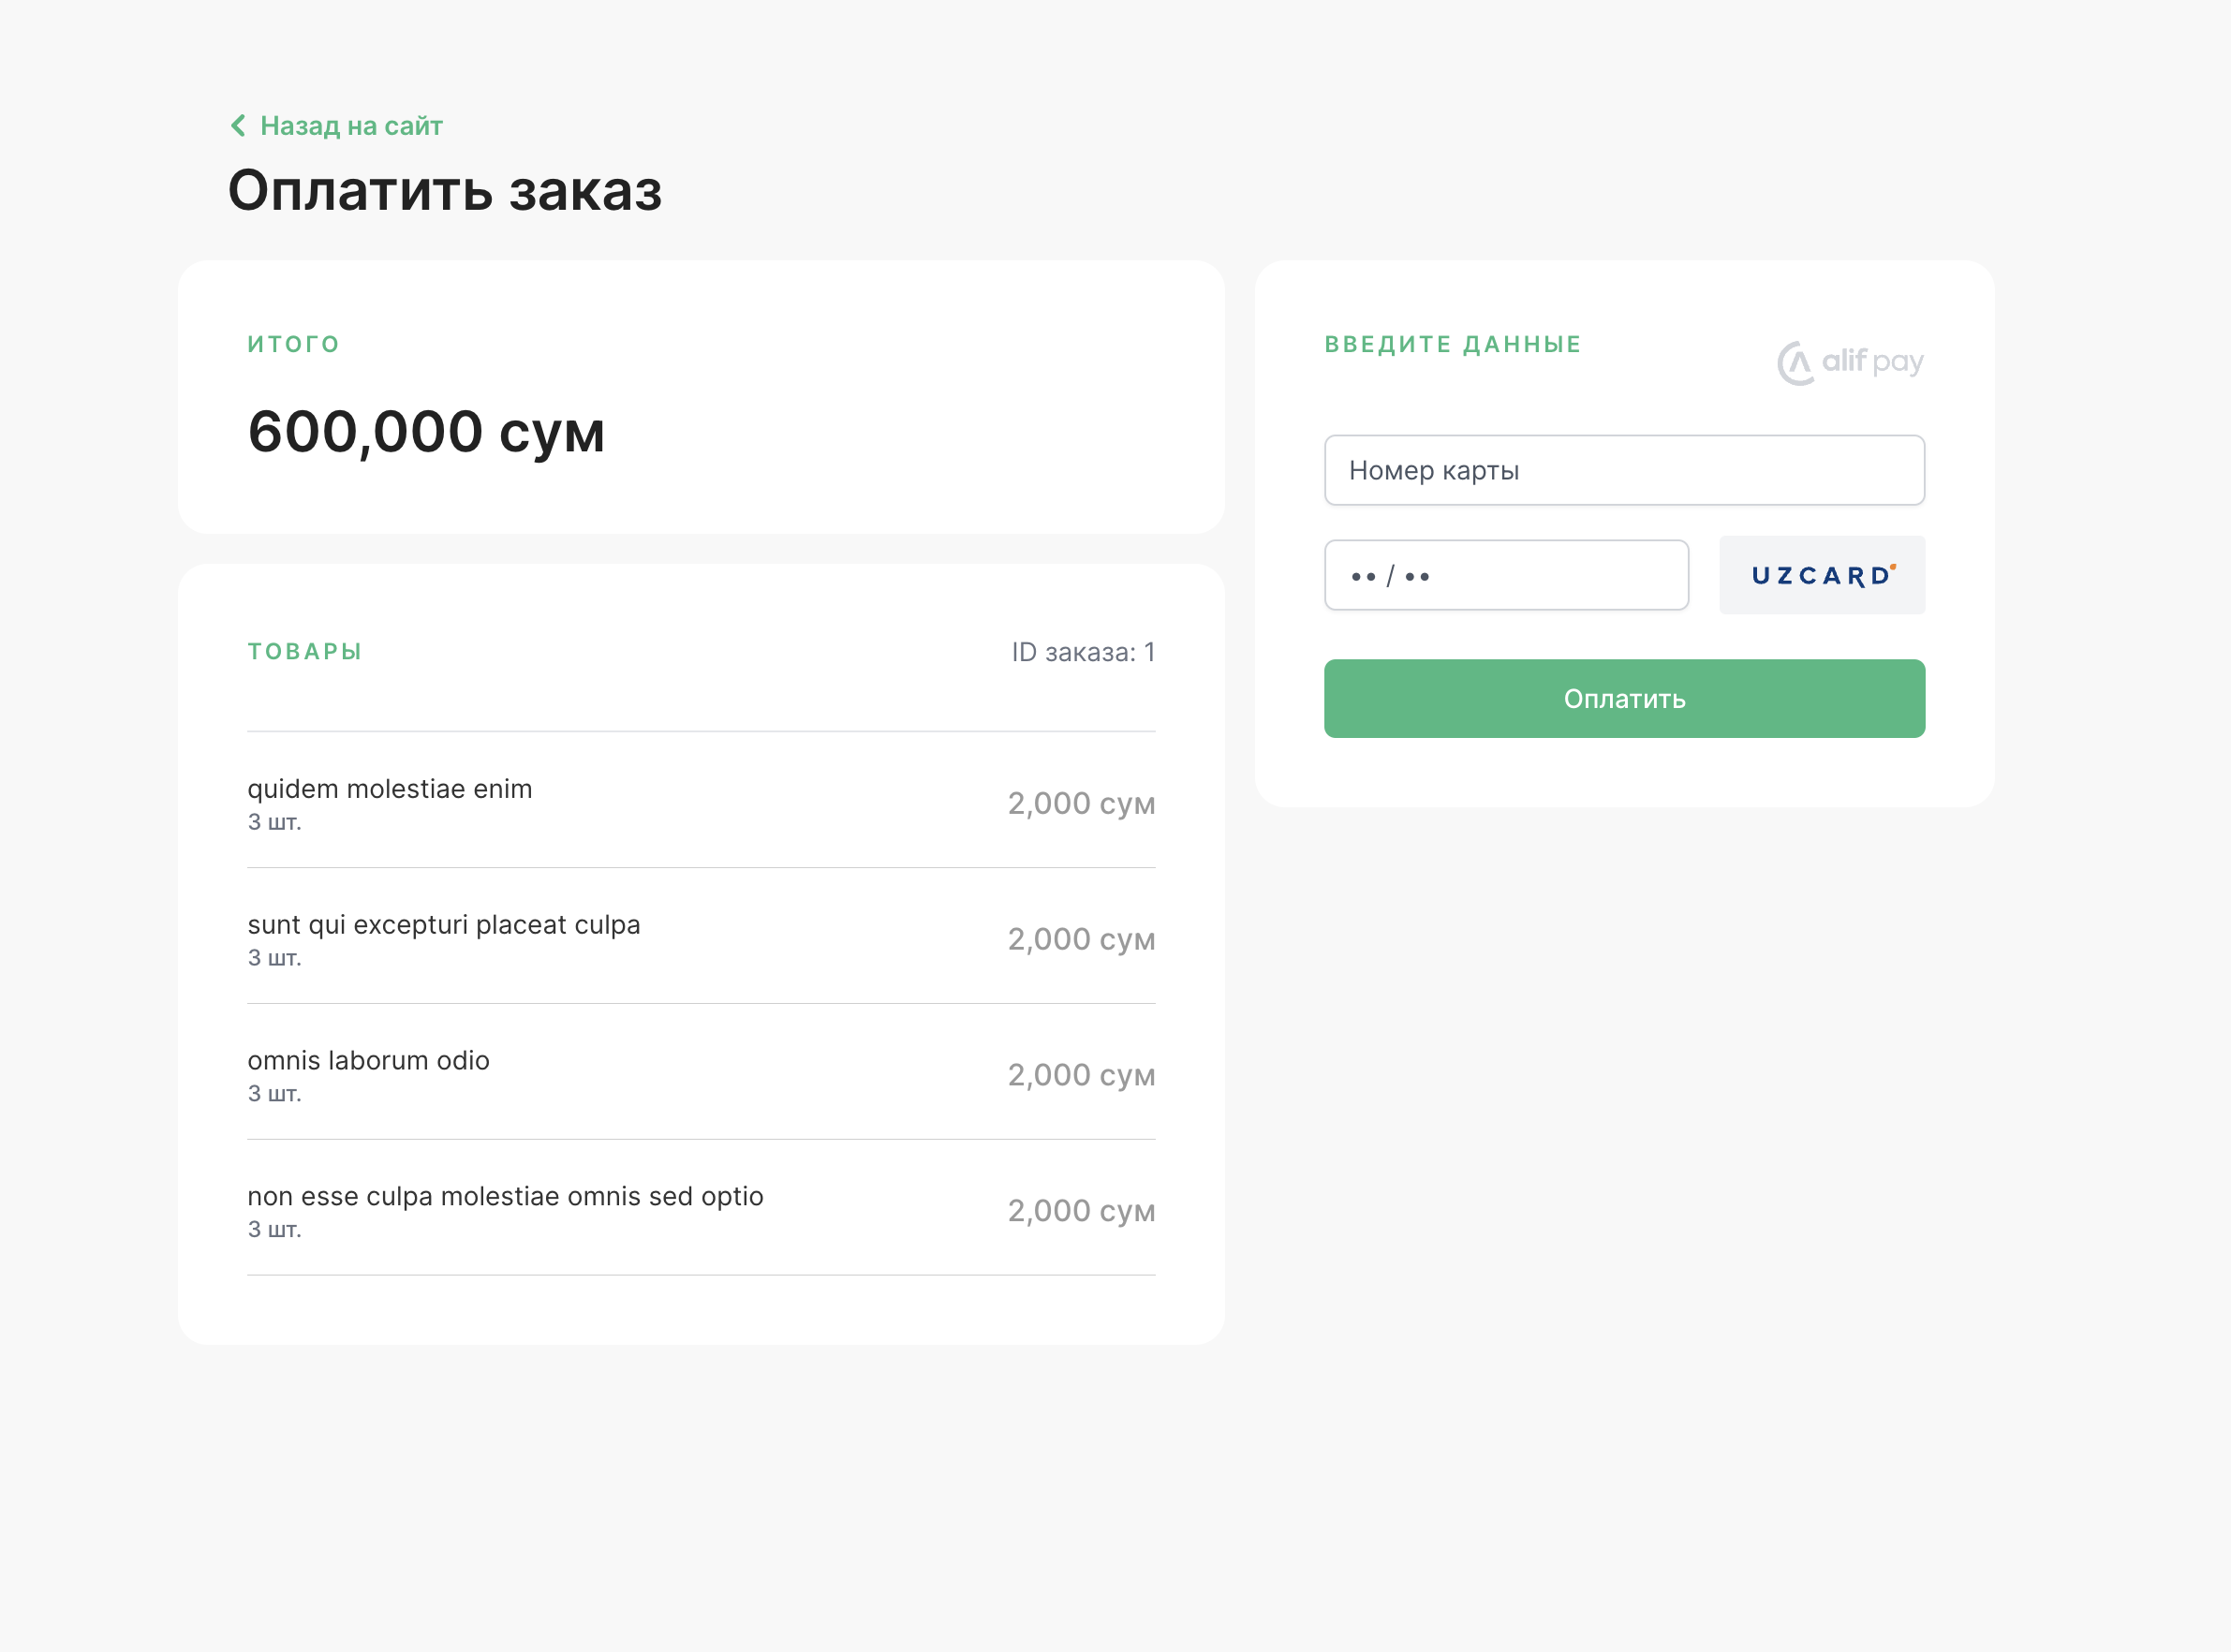 Назад на сайт
Оплатить заказ
ИТОГО
600,000 сум
ТОВАРЫ
ID заказа: 1
quidem molestiae enim
3 шт.
2,000 сум
sunt qui excepturi placeat culpa
3 шт.
2,000 сум
omnis laborum odio
3 шт.
2,000 сум
non esse culpa molestiae omnis sed optio
3 шт.
2,000 сум
ВВЕДИТЕ ДАННЫЕ
alif pay
Номер карты
•• / ••
UZCARD
Оплатить